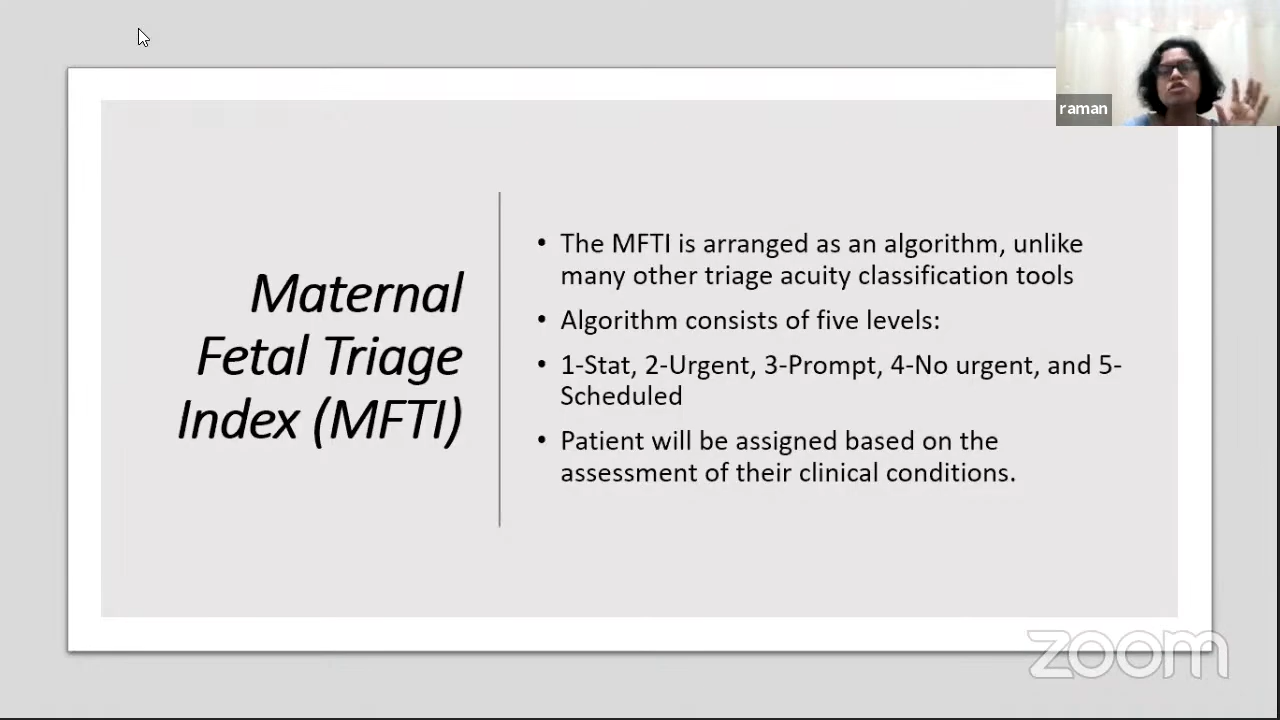 raman
Maternal
Fetal Triage
Index (MFTI)
• The MFTI is arranged as an algorithm, unlike
many other triage acuity classification tools
• Algorithm consists of five levels:
• 1-Stat, 2-Urgent, 3-Prompt, 4-No urgent, and 5-
Scheduled
• Patient will be assigned based on the
assessment of their clinical conditions.
zoom